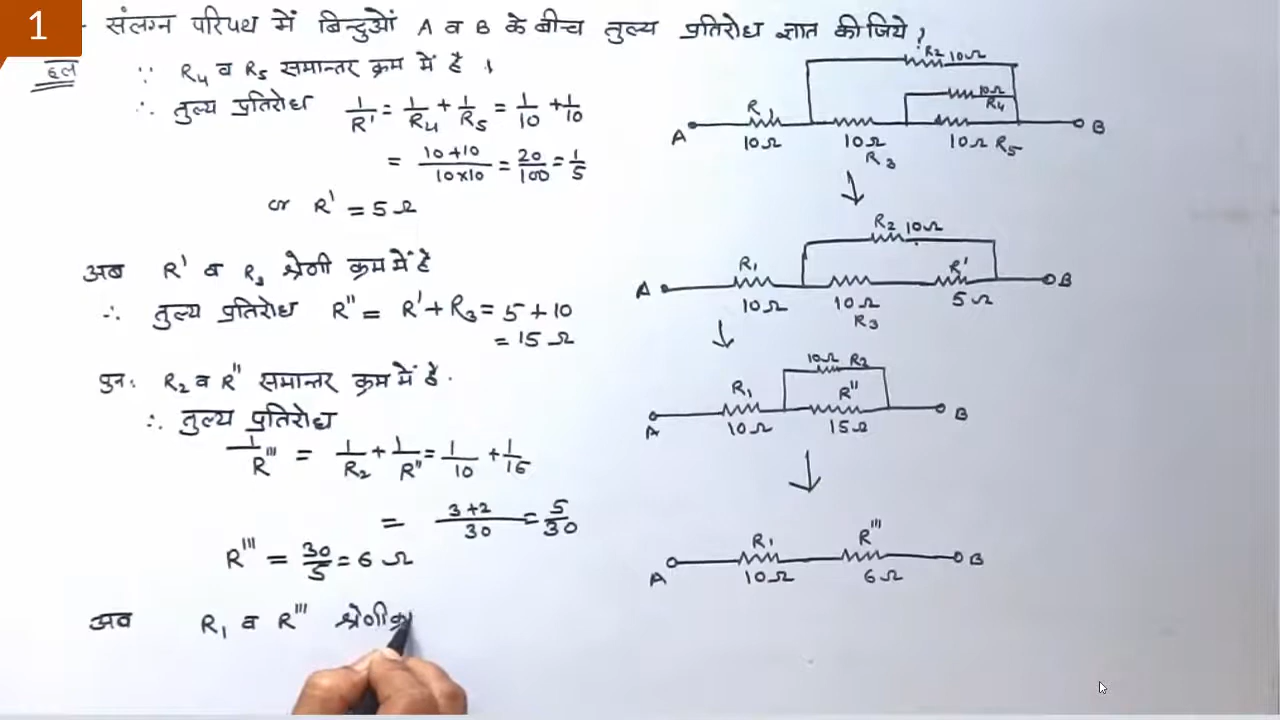 1
संलग्न परिपथ में बिन्दुओं A व B के बीच तुल्य प्रतिरोध ज्ञात कीजिये ?
हल ∵ R4 व R5 समान्तर क्रम में है ।
∴ तुल्य प्रतिरोध 1/R' = 1/R4 + 1/R5 = 1/10 + 1/10
= 10+10/10×10 = 20/100 = 1/5
or R' = 5Ω
अब R' व R3 श्रेणी क्रम में है
∴ तुल्य प्रतिरोध R'' = R' + R3 = 5 + 10
= 15 Ω
पुनः R2 व R'' समान्तर क्रम में है.
∴ तुल्य प्रतिरोध
1/R''' = 1/R2 + 1/R'' = 1/10 + 1/15
= 3+2/30 = 5/30
R''' = 30/5 = 6 Ω
अब R1 व R''' श्रेणीक्र
R2 10Ω
10Ω
R4
A R1 B
10Ω 10Ω 10Ω R5
R3
R2 10Ω
A R1 R' B
10Ω 10Ω 5Ω
R3
10Ω R2
R1 R''
A 10Ω 15Ω B
R1 R'''
A 10Ω 6Ω B